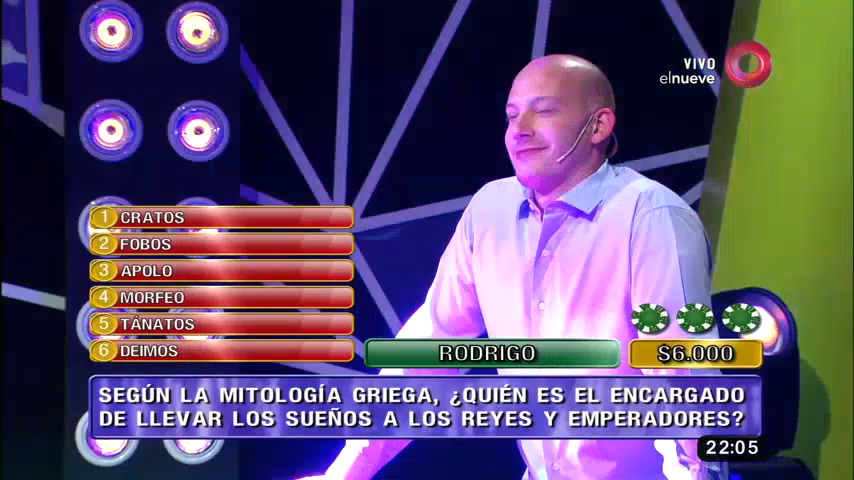 VIVO
elnueve
1 CRATOS
2 FOBOS
3 APOLO
4 MORFEO
5 TÁNATOS
6 DEIMOS
RODRIGO
$6.000
SEGÚN LA MITOLOGÍA GRIEGA, ¿QUIÉN ES EL ENCARGADO
DE LLEVAR LOS SUEÑOS A LOS REYES Y EMPERADORES?
22:05